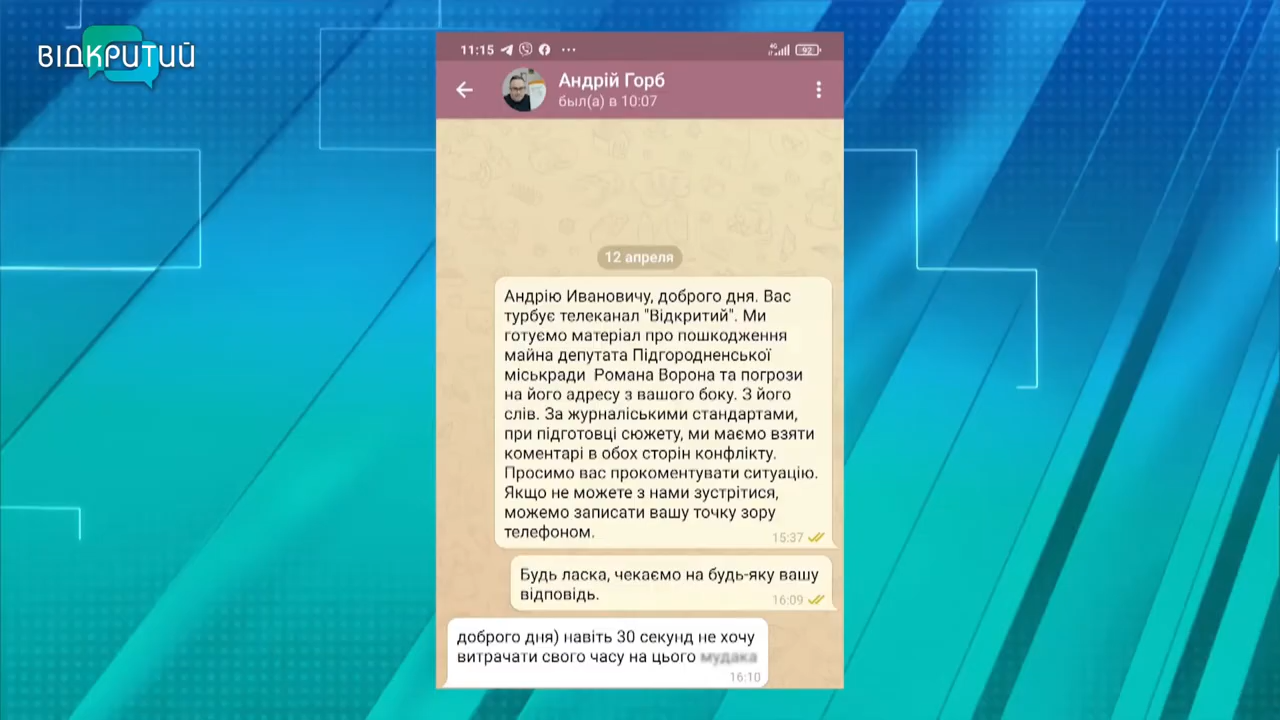 ВІДКРИТИЙ
11:15
4G
92
Андрій Горб
был(а) в 10:07
12 апреля
Андрію Ивановичу, доброго дня. Вас
турбує телеканал "Відкритий". Ми
готуємо матеріал про пошкодження
майна депутата Підгородненської
міськради Романа Ворона та погрози
на його адресу з вашого боку. З його
слів. За журналіськими стандартами,
при підготовці сюжету, ми маємо взяти
коментарі в обох сторін конфлікту.
Просимо вас прокоментувати ситуацію.
Якщо не можете з нами зустрітися,
можемо записати вашу точку зору
телефоном.
15:37
Будь ласка, чекаємо на будь-яку вашу
відповідь.
16:09
доброго дня) навіть 30 секунд не хочу
витрачати свого часу на цього
16:10